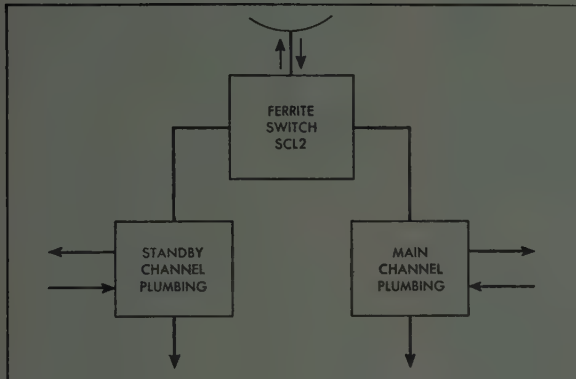 FERRITE
SWITCH
SCL2
STANDBY
CHANNEL
PLUMBING
MAIN
CHANNEL
PLUMBING